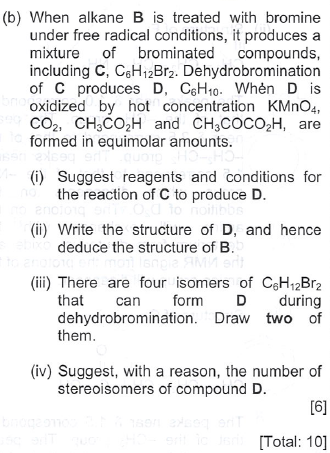 (b) When alkane B is treated with bromine
under free radical conditions, it produces a
mixture of brominated compounds,
including C, C₆H₁₂Br₂. Dehydrobromination
of C produces D, C₆H₁₀. When D is
oxidized by hot concentration KMnO₄,
CO₂, CH₃CO₂H and CH₃COCO₂H, are
formed in equimolar amounts.
(i) Suggest reagents and conditions for
the reaction of C to produce D.
(ii) Write the structure of D, and hence
deduce the structure of B.
(iii) There are four isomers of C₆H₁₂Br₂
that can form D during
dehydrobromination. Draw two of
them.
(iv) Suggest, with a reason, the number of
stereoisomers of compound D.
[6]
[Total: 10]